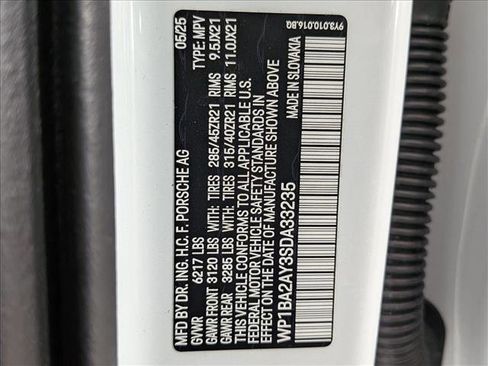 MFD BY DR. ING. H.C. F. PORSCHE AG 05/25
GVWR 6217 LBS TYPE: MPV
GAWR FRONT 3120 LBS WITH: TIRES 285/45ZR21 RIMS 9.5JX21
GAWR REAR 3285 LBS WITH: TIRES 315/40ZR21 RIMS 11.0JX21
THIS VEHICLE CONFORMS TO ALL APPLICABLE U.S.
FEDERAL MOTOR VEHICLE SAFETY STANDARDS IN
EFFECT ON THE DATE OF MANUFACTURE SHOWN ABOVE
WP1BA2AY3SDA33235 MADE IN SLOVAKIA
9Y3.010.016.BQ